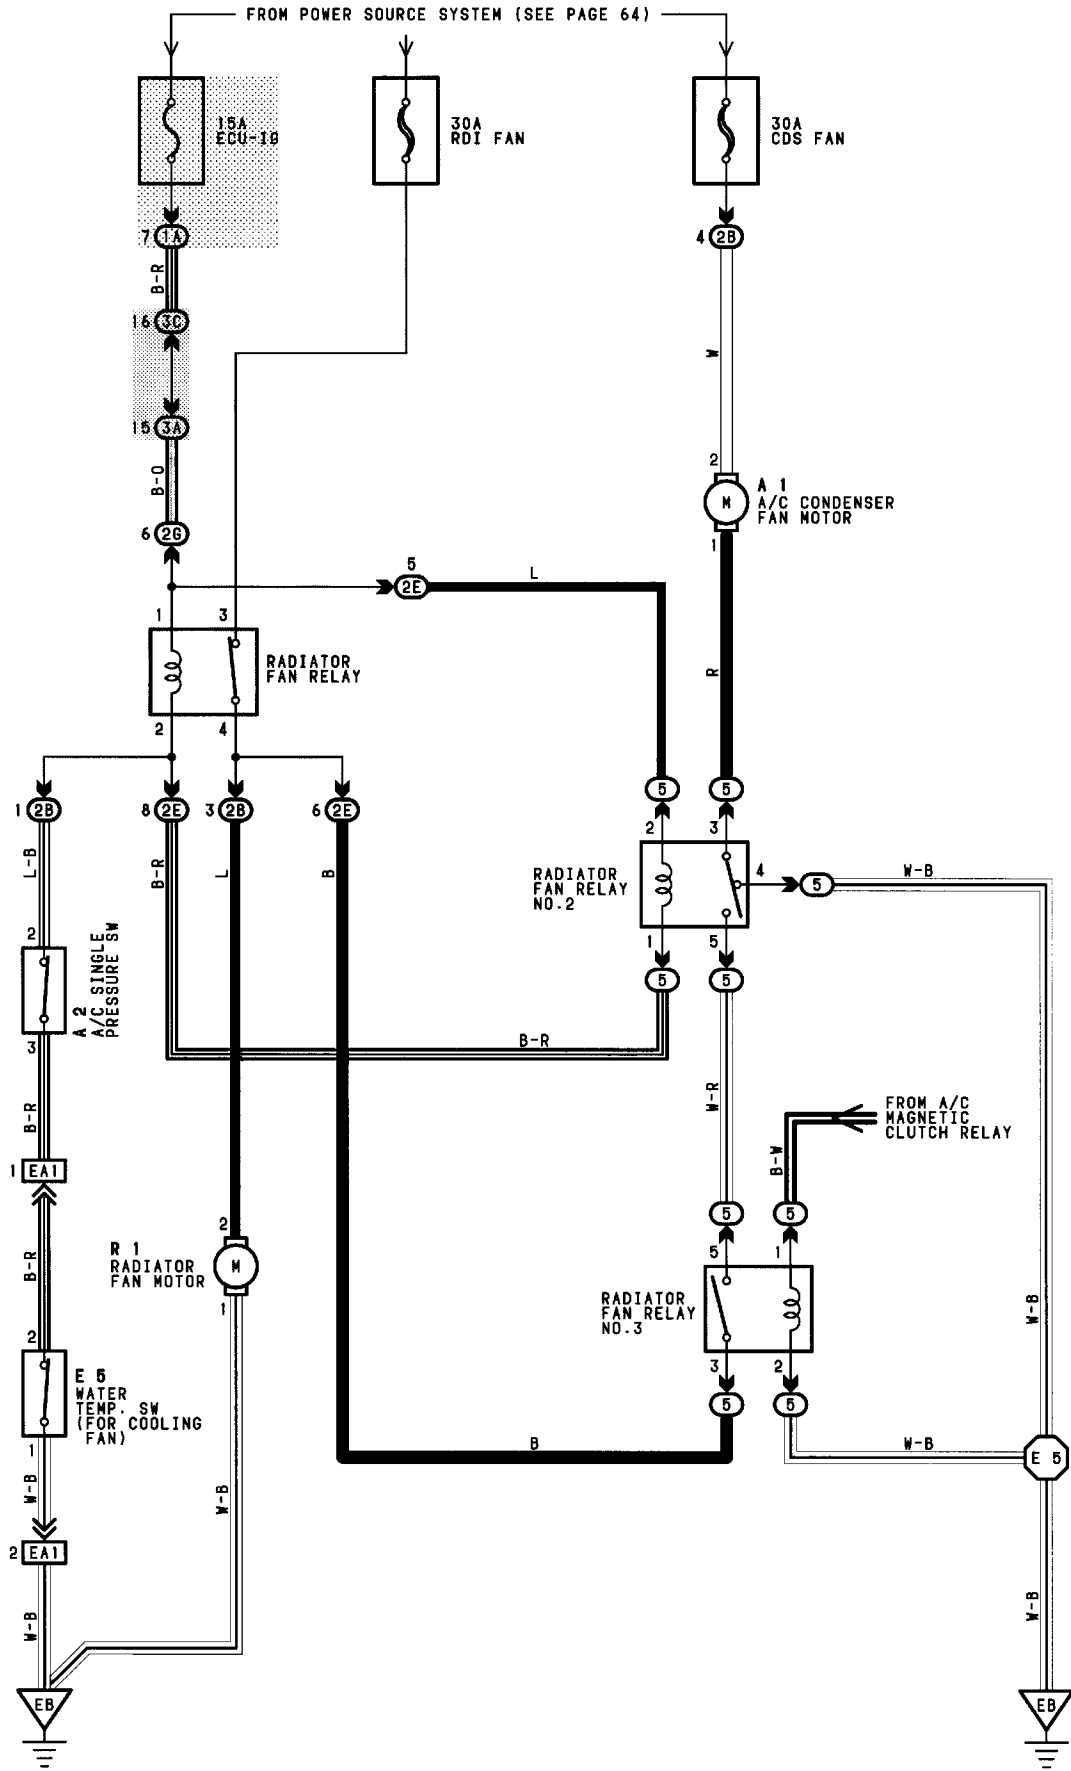 FROM POWER SOURCE SYSTEM (SEE PAGE 64)
15A
ECU-IG
30A
RDI FAN
30A
CDS FAN
7 1A
4 2B
B-R
16 3C
W
15 3A
B-O
2
A 1
M
A/C CONDENSER
FAN MOTOR
6 2G
1
5
2E
L
1 3
RADIATOR
FAN RELAY
R
2 4
5 5
1 2B
8 2E
3 2B
6 2E
2 3
L-B
B-R
L
B
RADIATOR
FAN RELAY
NO.2
4
5
W-B
2
1 5
A 2
A/C SINGLE
PRESSURE SW
5 5
3
B-R
B-R
W-R
FROM A/C
MAGNETIC
CLUTCH RELAY
B-W
1 EA1
5 5
2
R 1
RADIATOR
FAN MOTOR
M
5 1
B-R
1
RADIATOR
FAN RELAY
NO.3
W-B
2
3 2
E 5
WATER
TEMP. SW
(FOR COOLING
FAN)
5 5
1
B
W-B
E 5
W-B
W-B
2 EA1
W-B
W-B
EB
EB